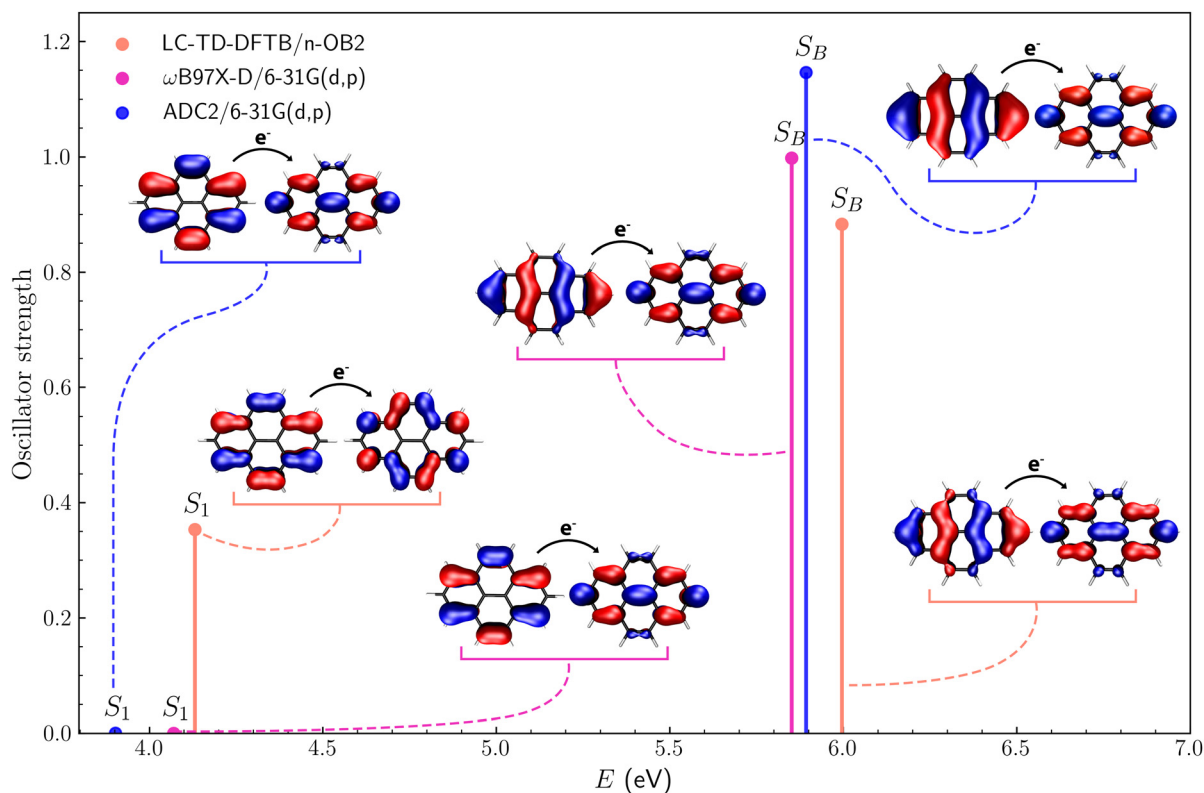 LC-TD-DFTB/n-OB2
ωB97X-D/6-31G(d,p)
ADC2/6-31G(d,p)
S_B
S_B
S_B
e⁻
e⁻
e⁻
e⁻
e⁻
e⁻
S_1
S_1
S_1
Oscillator strength
1.2
1.0
0.8
0.6
0.4
0.2
0.0
4.0
4.5
5.0
5.5
6.0
6.5
7.0
E (eV)